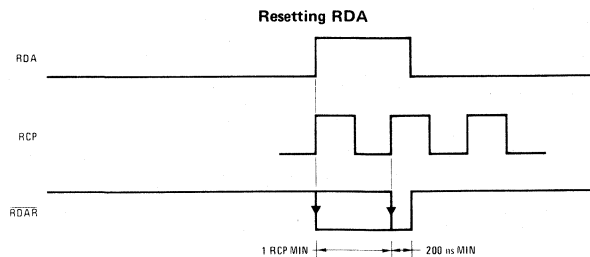 Resetting RDA
RDA
RCP
RDAR
1 RCP MIN
200 ns MIN